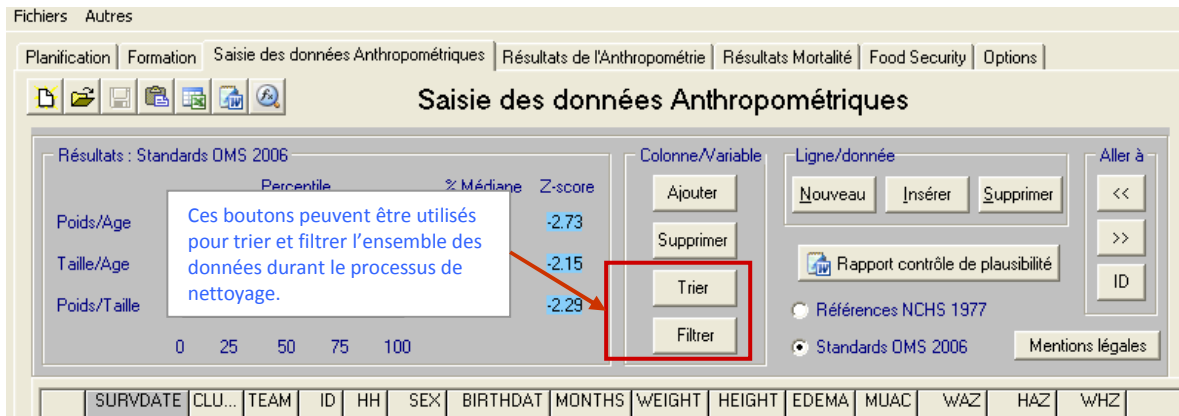 Fichiers Autres
Planification Formation Saisie des données Anthropométriques Résultats de l'Anthropométrie Résultats Mortalité Food Security Options
Saisie des données Anthropométriques
Résultats : Standards OMS 2006
Percentile % Médiane Z-score
Poids/Age -2.73
Taille/Age -2.15
Poids/Taille -2.29
0 25 50 75 100
Ces boutons peuvent être utilisés
pour trier et filtrer l'ensemble des
données durant le processus de
nettoyage.
Colonne/Variable
Ajouter
Supprimer
Trier
Filtrer
Ligne/donnée
Nouveau Insérer Supprimer
Rapport contrôle de plausibilité
Références NCHS 1977
Standards OMS 2006
Mentions légales
Aller à
<<
>>
ID
SURVDATE CLU... TEAM ID HH SEX BIRTHDAT MONTHS WEIGHT HEIGHT EDEMA MUAC WAZ HAZ WHZ